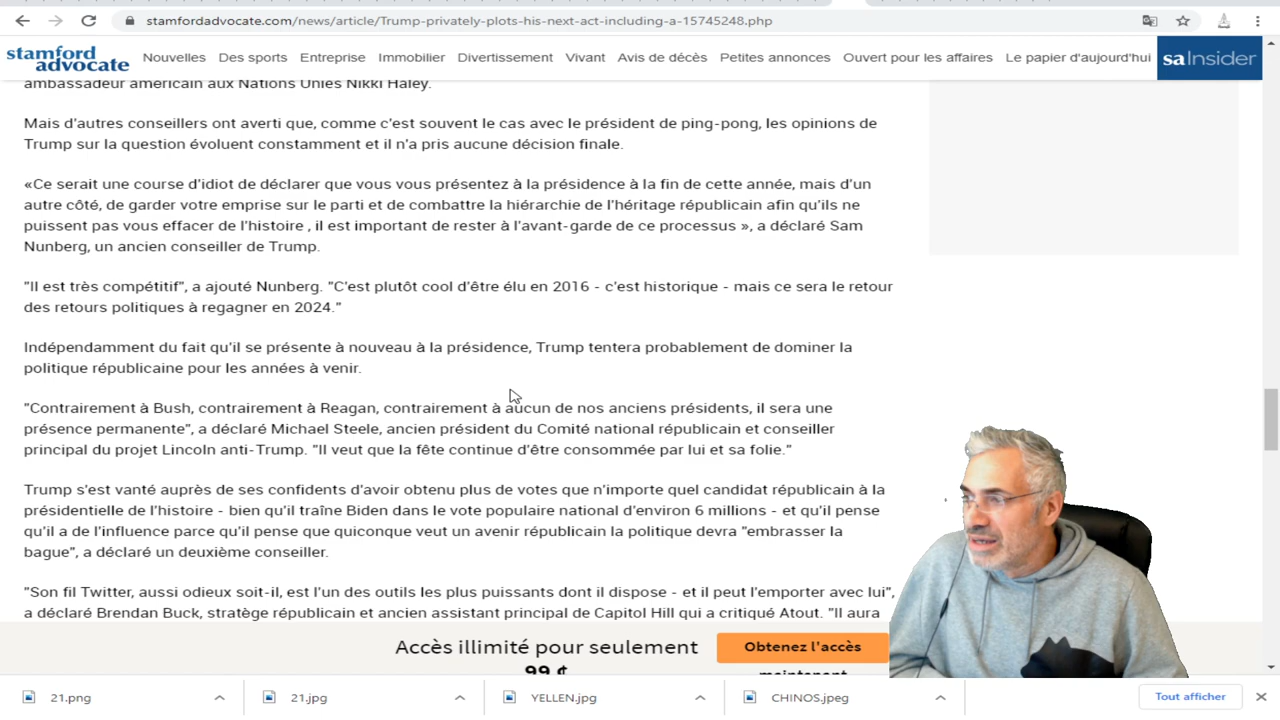 stamfordadvocate.com/news/article/Trump-privately-plots-his-next-act-including-a-15745248.php
stamford
advocate
Nouvelles Des sports Entreprise Immobilier Divertissement Vivant Avis de décès Petites annonces Ouvert pour les affaires Le papier d'aujourd'hui
saInsider
ambassadeur américain aux Nations Unies Nikki Haley.
Mais d'autres conseillers ont averti que, comme c'est souvent le cas avec le président de ping-pong, les opinions de
Trump sur la question évoluent constamment et il n'a pris aucune décision finale.
«Ce serait une course d'idiot de déclarer que vous vous présentez à la présidence à la fin de cette année, mais d'un
autre côté, de garder votre emprise sur le parti et de combattre la hiérarchie de l'héritage républicain afin qu'ils ne
puissent pas vous effacer de l'histoire , il est important de rester à l'avant-garde de ce processus », a déclaré Sam
Nunberg, un ancien conseiller de Trump.
"Il est très compétitif", a ajouté Nunberg. "C'est plutôt cool d'être élu en 2016 - c'est historique - mais ce sera le retour
des retours politiques à regagner en 2024."
Indépendamment du fait qu'il se présente à nouveau à la présidence, Trump tentera probablement de dominer la
politique républicaine pour les années à venir.
"Contrairement à Bush, contrairement à Reagan, contrairement à aucun de nos anciens présidents, il sera une
présence permanente", a déclaré Michael Steele, ancien président du Comité national républicain et conseiller
principal du projet Lincoln anti-Trump. "Il veut que la fête continue d'être consommée par lui et sa folie."
Trump s'est vanté auprès de ses confidents d'avoir obtenu plus de votes que n'importe quel candidat républicain à la
présidentielle de l'histoire - bien qu'il traîne Biden dans le vote populaire national d'environ 6 millions - et qu'il pense
qu'il a de l'influence parce qu'il pense que quiconque veut un avenir républicain la politique devra "embrasser la
bague", a déclaré un deuxième conseiller.
"Son fil Twitter, aussi odieux soit-il, est l'un des outils les plus puissants dont il dispose - et il peut l'emporter avec lui",
a déclaré Brendan Buck, stratège républicain et ancien assistant principal de Capitol Hill qui a critiqué Atout. "Il aura
Accès illimité pour seulement
99 ¢
Obtenez l'accès
maintenant
21.png
21.jpg
YELLEN.jpg
CHINOS.jpeg
Tout afficher